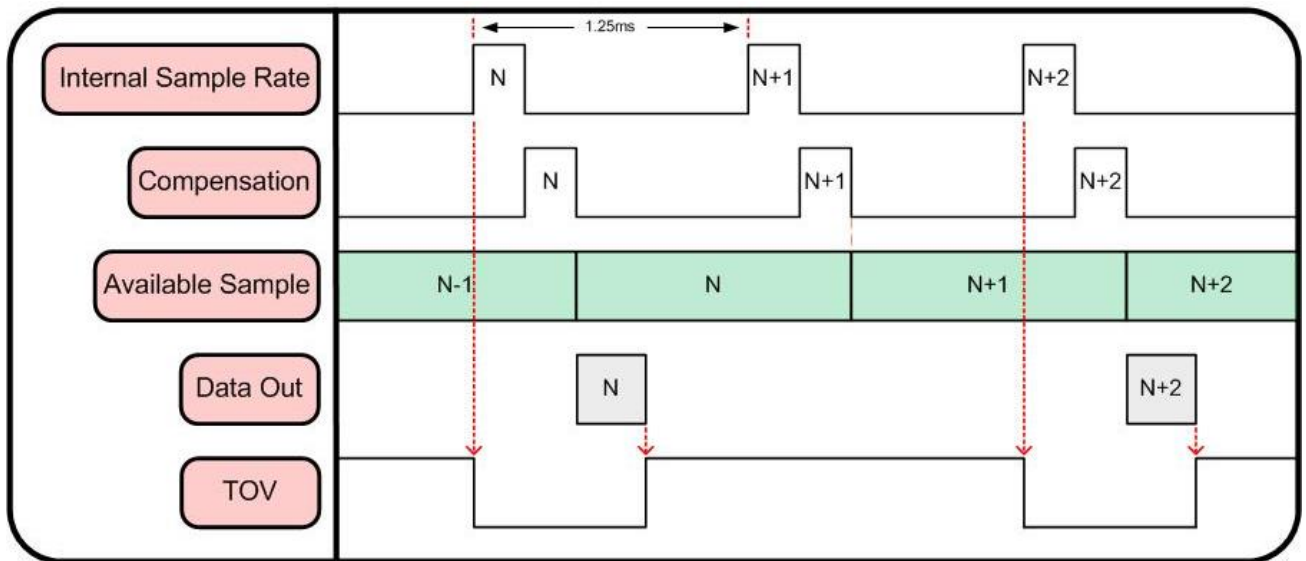 1.25ms
Internal Sample Rate N N+1 N+2
Compensation N N+1 N+2
Available Sample N-1 N N+1 N+2
Data Out N N+2
TOV